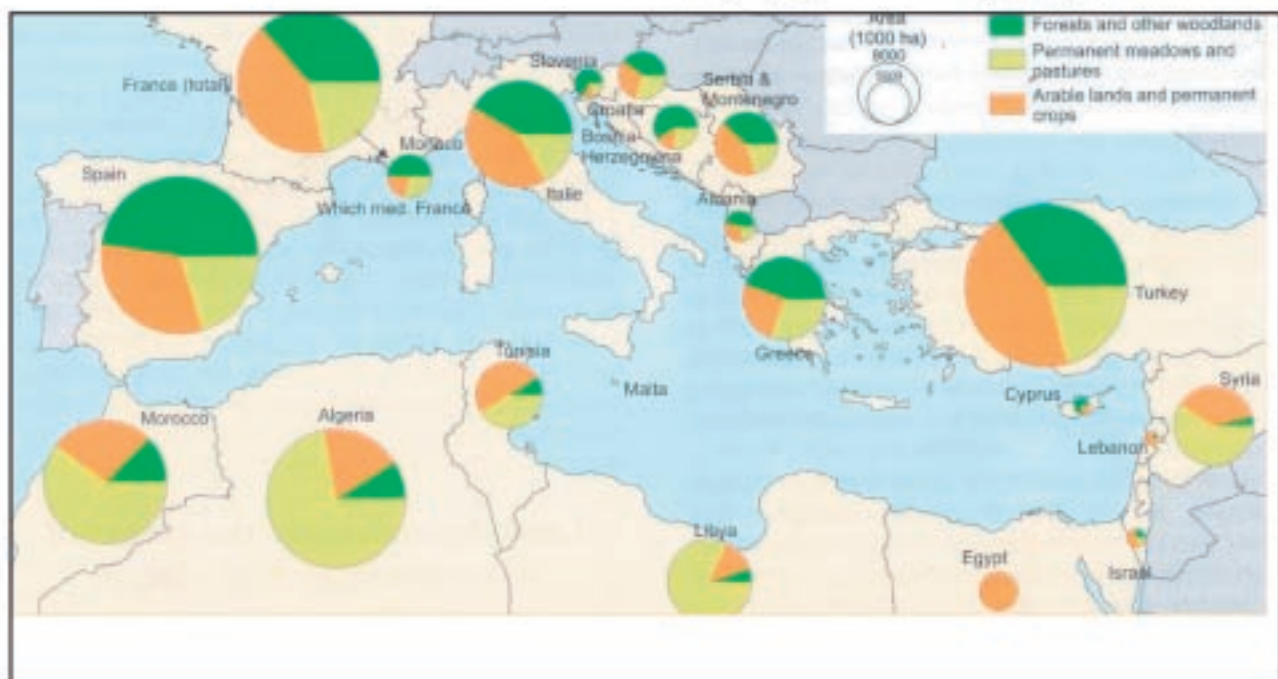 Area
(1000 ha)
8000
Forests and other woodlands
Permanent meadows and
pastures
Arable lands and permanent
crops
France (total)
Slovenia
Croatia
Serbia &
Montenegro
Bosnia-
Herzegovina
Monaco
Which med. France
Italie
Spain
Albania
Greece
Turkey
Tunisia
Malta
Cyprus
Syria
Lebanon
Morocco
Algeria
Libya
Egypt
Israel